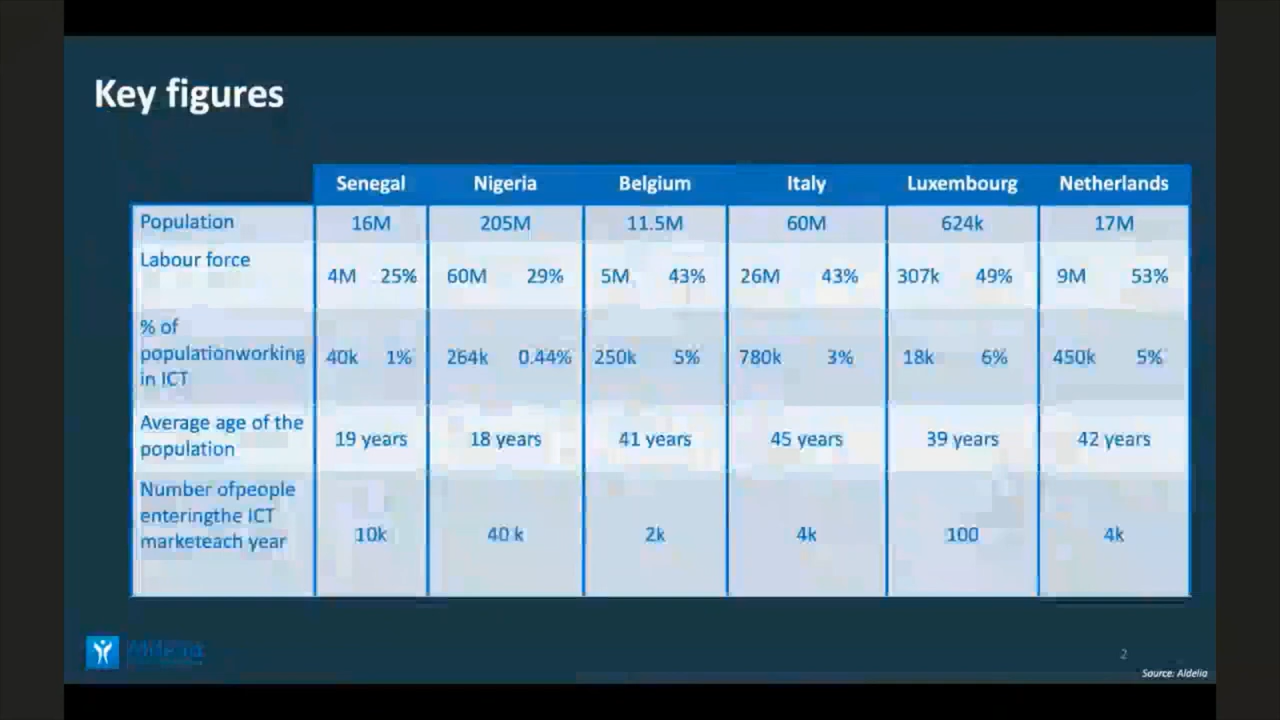 Key figures
Senegal Nigeria Belgium Italy Luxembourg Netherlands
Population 16M 205M 11.5M 60M 624k 17M
Labour force 4M 25% 60M 29% 5M 43% 26M 43% 307k 49% 9M 53%
% of
populationworking 40k 1% 264k 0.44% 250k 5% 780k 3% 18k 6% 450k 5%
in ICT
Average age of the
population 19 years 18 years 41 years 45 years 39 years 42 years
Number ofpeople
enteringthe ICT
marketeach year 10k 40 k 2k 4k 100 4k
Aldelia
2
Source: Aldelia